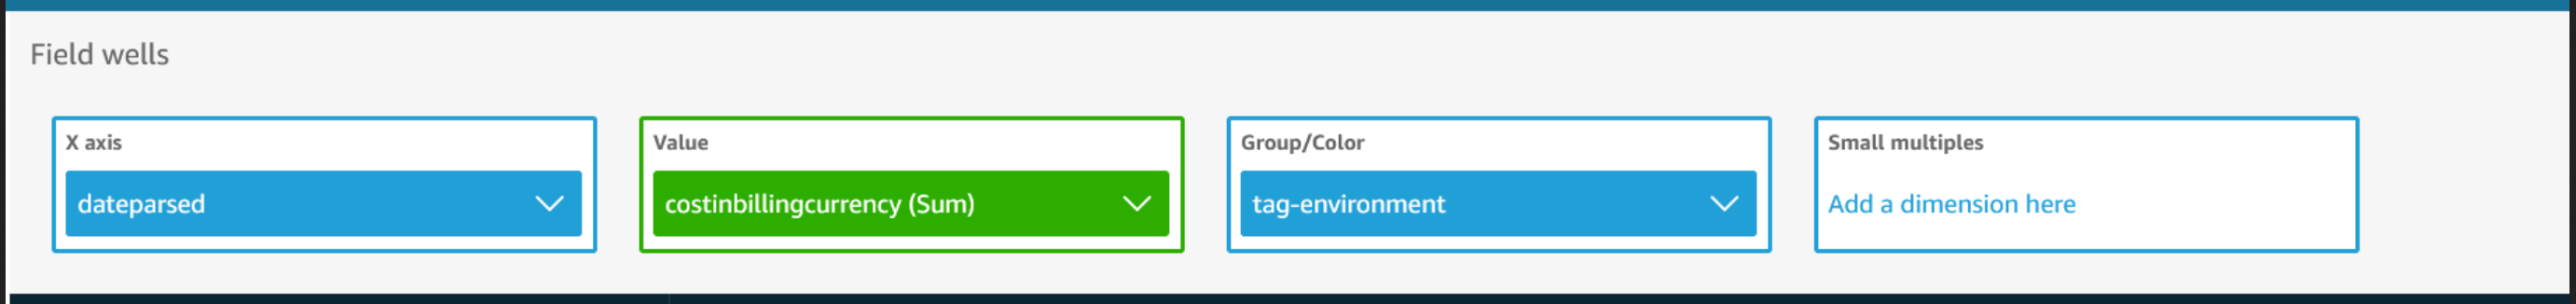 Field wells
X axis
dateparsed
Value
costinbillingcurrency (Sum)
Group/Color
tag-environment
Small multiples
Add a dimension here